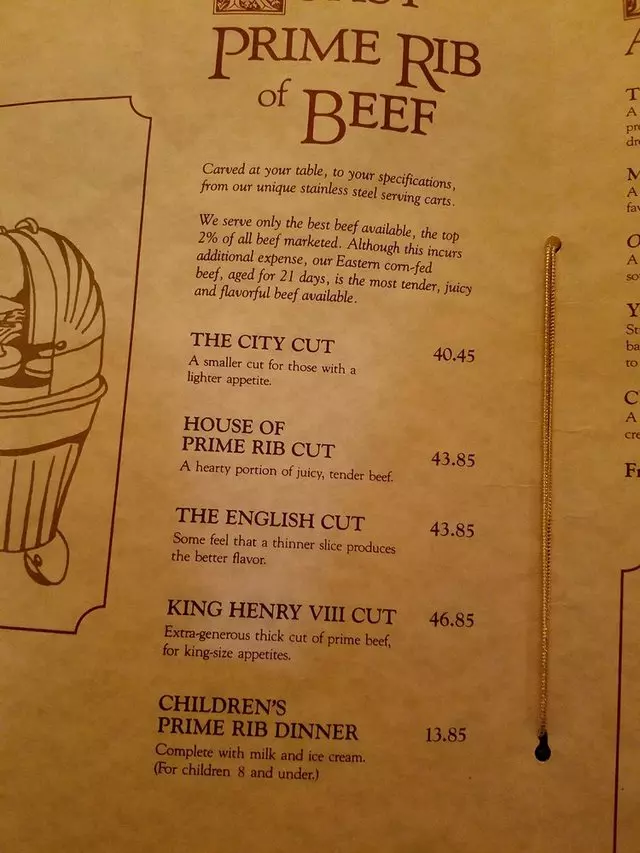 PRIME RIB
of BEEF
Carved at your table, to your specifications,
from our unique stainless steel serving carts.
We serve only the best beef available, the top
2% of all beef marketed. Although this incurs
additional expense, our Eastern corn-fed
beef, aged for 21 days, is the most tender, juicy
and flavorful beef available.
THE CITY CUT 40.45
A smaller cut for those with a
lighter appetite.
HOUSE OF
PRIME RIB CUT 43.85
A hearty portion of juicy, tender beef.
THE ENGLISH CUT 43.85
Some feel that a thinner slice produces
the better flavor.
KING HENRY VIII CUT 46.85
Extra-generous thick cut of prime beef,
for king-size appetites.
CHILDREN'S
PRIME RIB DINNER 13.85
Complete with milk and ice cream.
(For children 8 and under.)